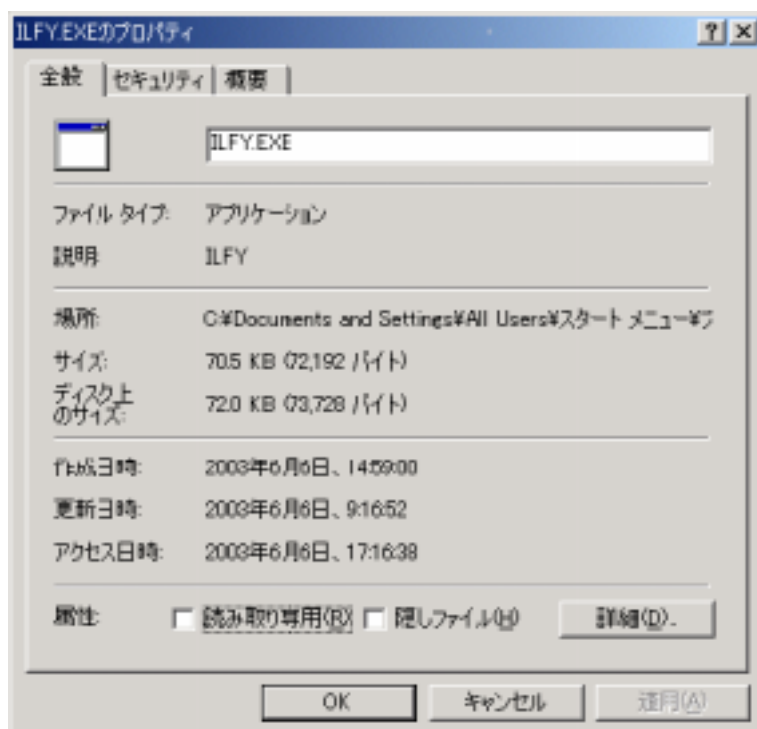 ILFY.EXEのプロパティ
全般 セキュリティ 概要
ILFY.EXE
ファイル タイプ: アプリケーション
説明: ILFY
場所: C:¥Documents and Settings¥All Users¥スタート メニュー¥プ
サイズ: 70.5 KB (72,192 バイト)
ディスク上
のサイズ: 72.0 KB (73,728 バイト)
作成日時: 2003年6月6日、14:59:00
更新日時: 2003年6月6日、9:16:52
アクセス日時: 2003年6月6日、17:16:38
属性: 読み取り専用(R) 隠しファイル(H) 詳細(D)...
OK キャンセル 適用(A)